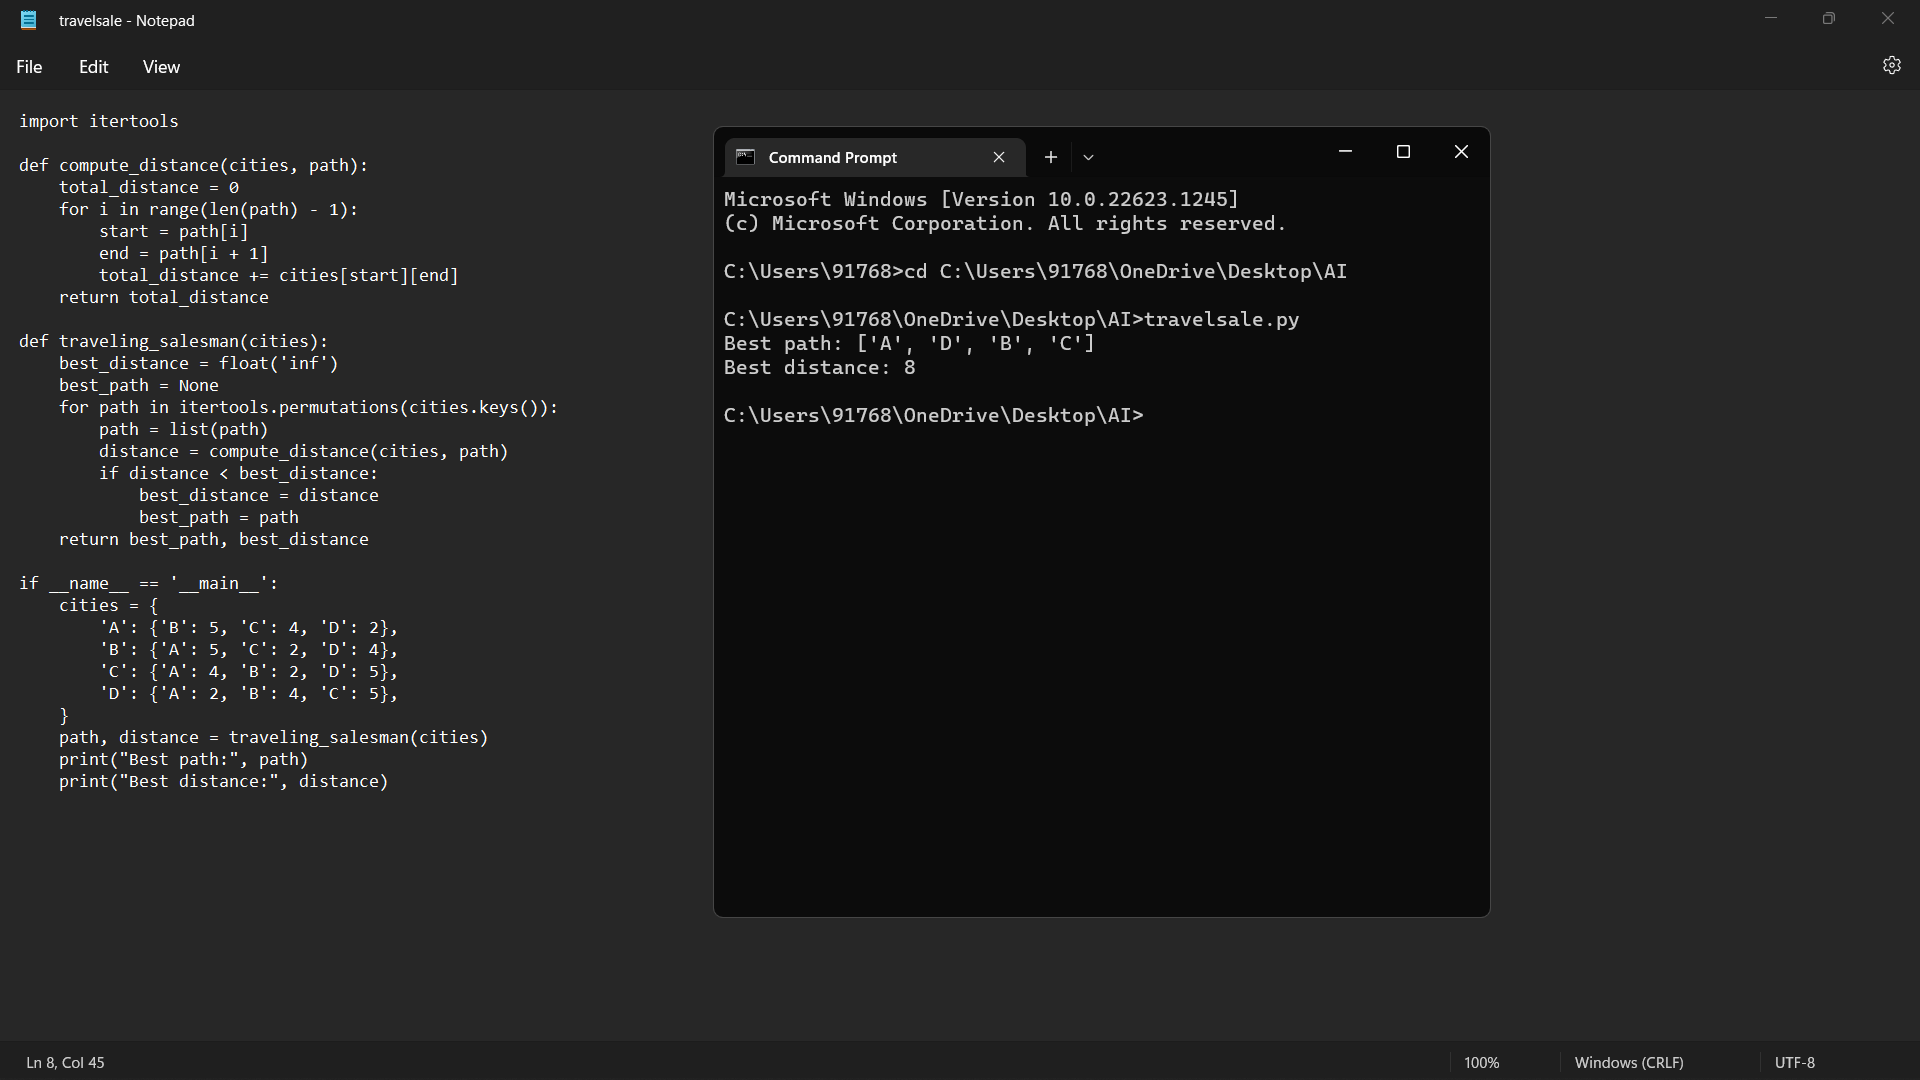 travelsale - Notepad
File Edit View
import itertools

def compute_distance(cities, path):
    total_distance = 0
    for i in range(len(path) - 1):
        start = path[i]
        end = path[i + 1]
        total_distance += cities[start][end]
    return total_distance

def traveling_salesman(cities):
    best_distance = float('inf')
    best_path = None
    for path in itertools.permutations(cities.keys()):
        path = list(path)
        distance = compute_distance(cities, path)
        if distance < best_distance:
            best_distance = distance
            best_path = path
    return best_path, best_distance

if __name__ == '__main__':
    cities = {
        'A': {'B': 5, 'C': 4, 'D': 2},
        'B': {'A': 5, 'C': 2, 'D': 4},
        'C': {'A': 4, 'B': 2, 'D': 5},
        'D': {'A': 2, 'B': 4, 'C': 5},
    }
    path, distance = traveling_salesman(cities)
    print("Best path:", path)
    print("Best distance:", distance)
Command Prompt
Microsoft Windows [Version 10.0.22623.1245]
(c) Microsoft Corporation. All rights reserved.

C:\Users\91768>cd C:\Users\91768\OneDrive\Desktop\AI

C:\Users\91768\OneDrive\Desktop\AI>travelsale.py
Best path: ['A', 'D', 'B', 'C']
Best distance: 8

C:\Users\91768\OneDrive\Desktop\AI>
Ln 8, Col 45 100% Windows (CRLF) UTF-8